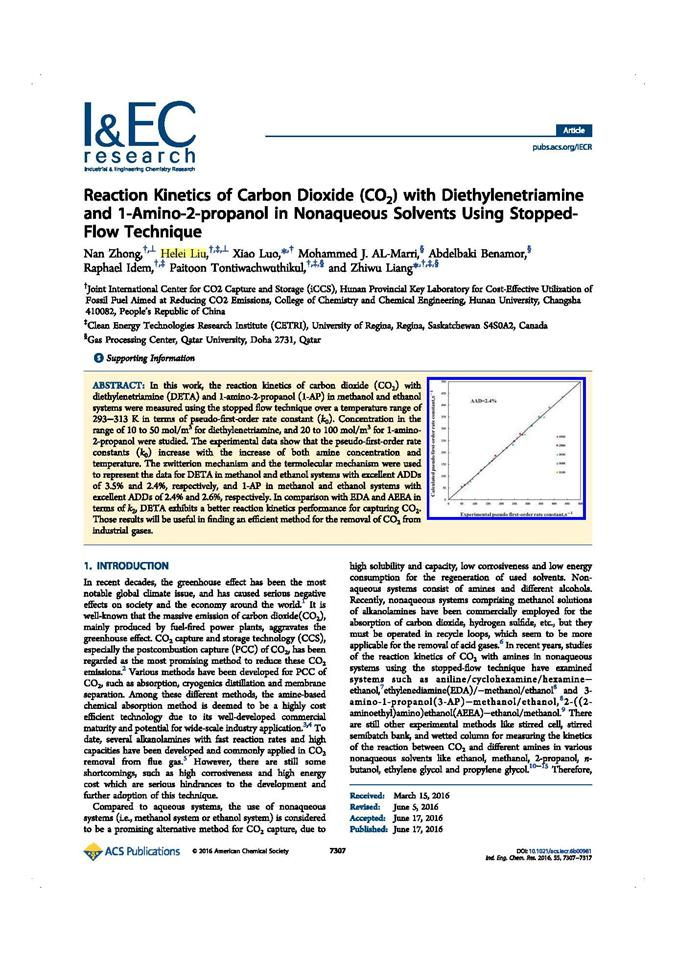 I&EC
research
Industrial & Engineering Chemistry Research
Article
pubs.acs.org/IECR
Reaction Kinetics of Carbon Dioxide (CO₂) with Diethylenetriamine
and 1-Amino-2-propanol in Nonaqueous Solvents Using Stopped-
Flow Technique
Nan Zhong,†,⊥ Helei Liu,†,‡,⊥ Xiao Luo,*,† Mohammed J. AL-Marri,§ Abdelbaki Benamor,§
Raphael Idem,†,‡ Paitoon Tontiwachwuthikul,†,‡,§ and Zhiwu Liang*,†,‡,§
†Joint International Center for CO2 Capture and Storage (iCCS), Hunan Provincial Key Laboratory for Cost-Effective Utilization of
Fossil Fuel Aimed at Reducing CO2 Emissions, College of Chemistry and Chemical Engineering, Hunan University, Changsha
410082, People's Republic of China
‡Clean Energy Technologies Research Institute (CETRI), University of Regina, Regina, Saskatchewan S4S0A2, Canada
§Gas Processing Center, Qatar University, Doha 2731, Qatar
S Supporting Information
ABSTRACT: In this work, the reaction kinetics of carbon dioxide (CO₂) with
diethylenetriamine (DETA) and 1-amino-2-propanol (1-AP) in methanol and ethanol
systems were measured using the stopped flow technique over a temperature range of
293−313 K in terms of pseudo-first-order rate constant (k₀). Concentration in the
range of 10 to 50 mol/m³ for diethylenetriamine, and 20 to 100 mol/m³ for 1-amino-
2-propanol were studied. The experimental data show that the pseudo-first-order rate
constants (k₀) increase with the increase of both amine concentration and
temperature. The zwitterion mechanism and the termolecular mechanism were used
to represent the data for DETA in methanol and ethanol systems with excellent ADDs
of 3.5% and 2.4%, respectively, and 1-AP in methanol and ethanol systems with
excellent ADDs of 2.4% and 2.6%, respectively. In comparison with EDA and AEEA in
terms of k₂, DETA exhibits a better reaction kinetics performance for capturing CO₂.
Those results will be useful in finding an efficient method for the removal of CO₂ from
industrial gases.
AAD=2.4%
Calculated pseudo first-order rate constant,s⁻¹
Experimental pseudo first-order rate constant,s⁻¹
1. INTRODUCTION
In recent decades, the greenhouse effect has been the most
notable global climate issue, and has caused serious negative
effects on society and the economy around the world.¹ It is
well-known that the massive emission of carbon dioxide(CO₂),
mainly produced by fuel-fired power plants, aggravates the
greenhouse effect. CO₂ capture and storage technology (CCS),
especially the postcombustion capture (PCC) of CO₂, has been
regarded as the most promising method to reduce these CO₂
emissions.² Various methods have been developed for PCC of
CO₂, such as absorption, cryogenics distillation and membrane
separation. Among these different methods, the amine-based
chemical absorption method is deemed to be a highly cost
efficient technology due to its well-developed commercial
maturity and potential for wide-scale industry application.³,⁴ To
date, several alkanolamines with fast reaction rates and high
capacities have been developed and commonly applied in CO₂
removal from flue gas.⁵ However, there are still some
shortcomings, such as high corrosiveness and high energy
cost which are serious hindrances to the development and
further adoption of this technique.
Compared to aqueous systems, the use of nonaqueous
systems (i.e., methanol system or ethanol system) is considered
to be a promising alternative method for CO₂ capture, due to
high solubility and capacity, low corrosiveness and low energy
consumption for the regeneration of used solvents. Non-
aqueous systems consist of amines and different alcohols.
Recently, nonaqueous systems comprising methanol solutions
of alkanolamines have been commercially employed for the
absorption of carbon dioxide, hydrogen sulfide, etc., but they
must be operated in recycle loops, which seem to be more
applicable for the removal of acid gases.⁶ In recent years, studies
of the reaction kinetics of CO₂ with amines in nonaqueous
systems using the stopped-flow technique have examined
systems such as aniline/cyclohexamine/hexamine−
ethanol,⁷ethylenediamine(EDA)/−methanol/ethanol⁸ and 3-
amino-1-propanol(3-AP)−methanol/ethanol,⁸2-((2-
aminoethyl)amino)ethanol(AEEA)−ethanol/methanol.⁹ There
are still other experimental methods like stirred cell, stirred
semibatch bank, and wetted column for measuring the kinetics
of the reaction between CO₂ and different amines in various
nonaqueous solvents like ethanol, methanol, 2-propanol, n-
butanol, ethylene glycol and propylene glycol.¹⁰⁻¹⁵ Therefore,
Received: March 15, 2016
Revised: June 5, 2016
Accepted: June 17, 2016
Published: June 17, 2016
ACS Publications © 2016 American Chemical Society
7307
DOI: 10.1021/acs.iecr.6b00981
Ind. Eng. Chem. Res. 2016, 55, 7307−7317